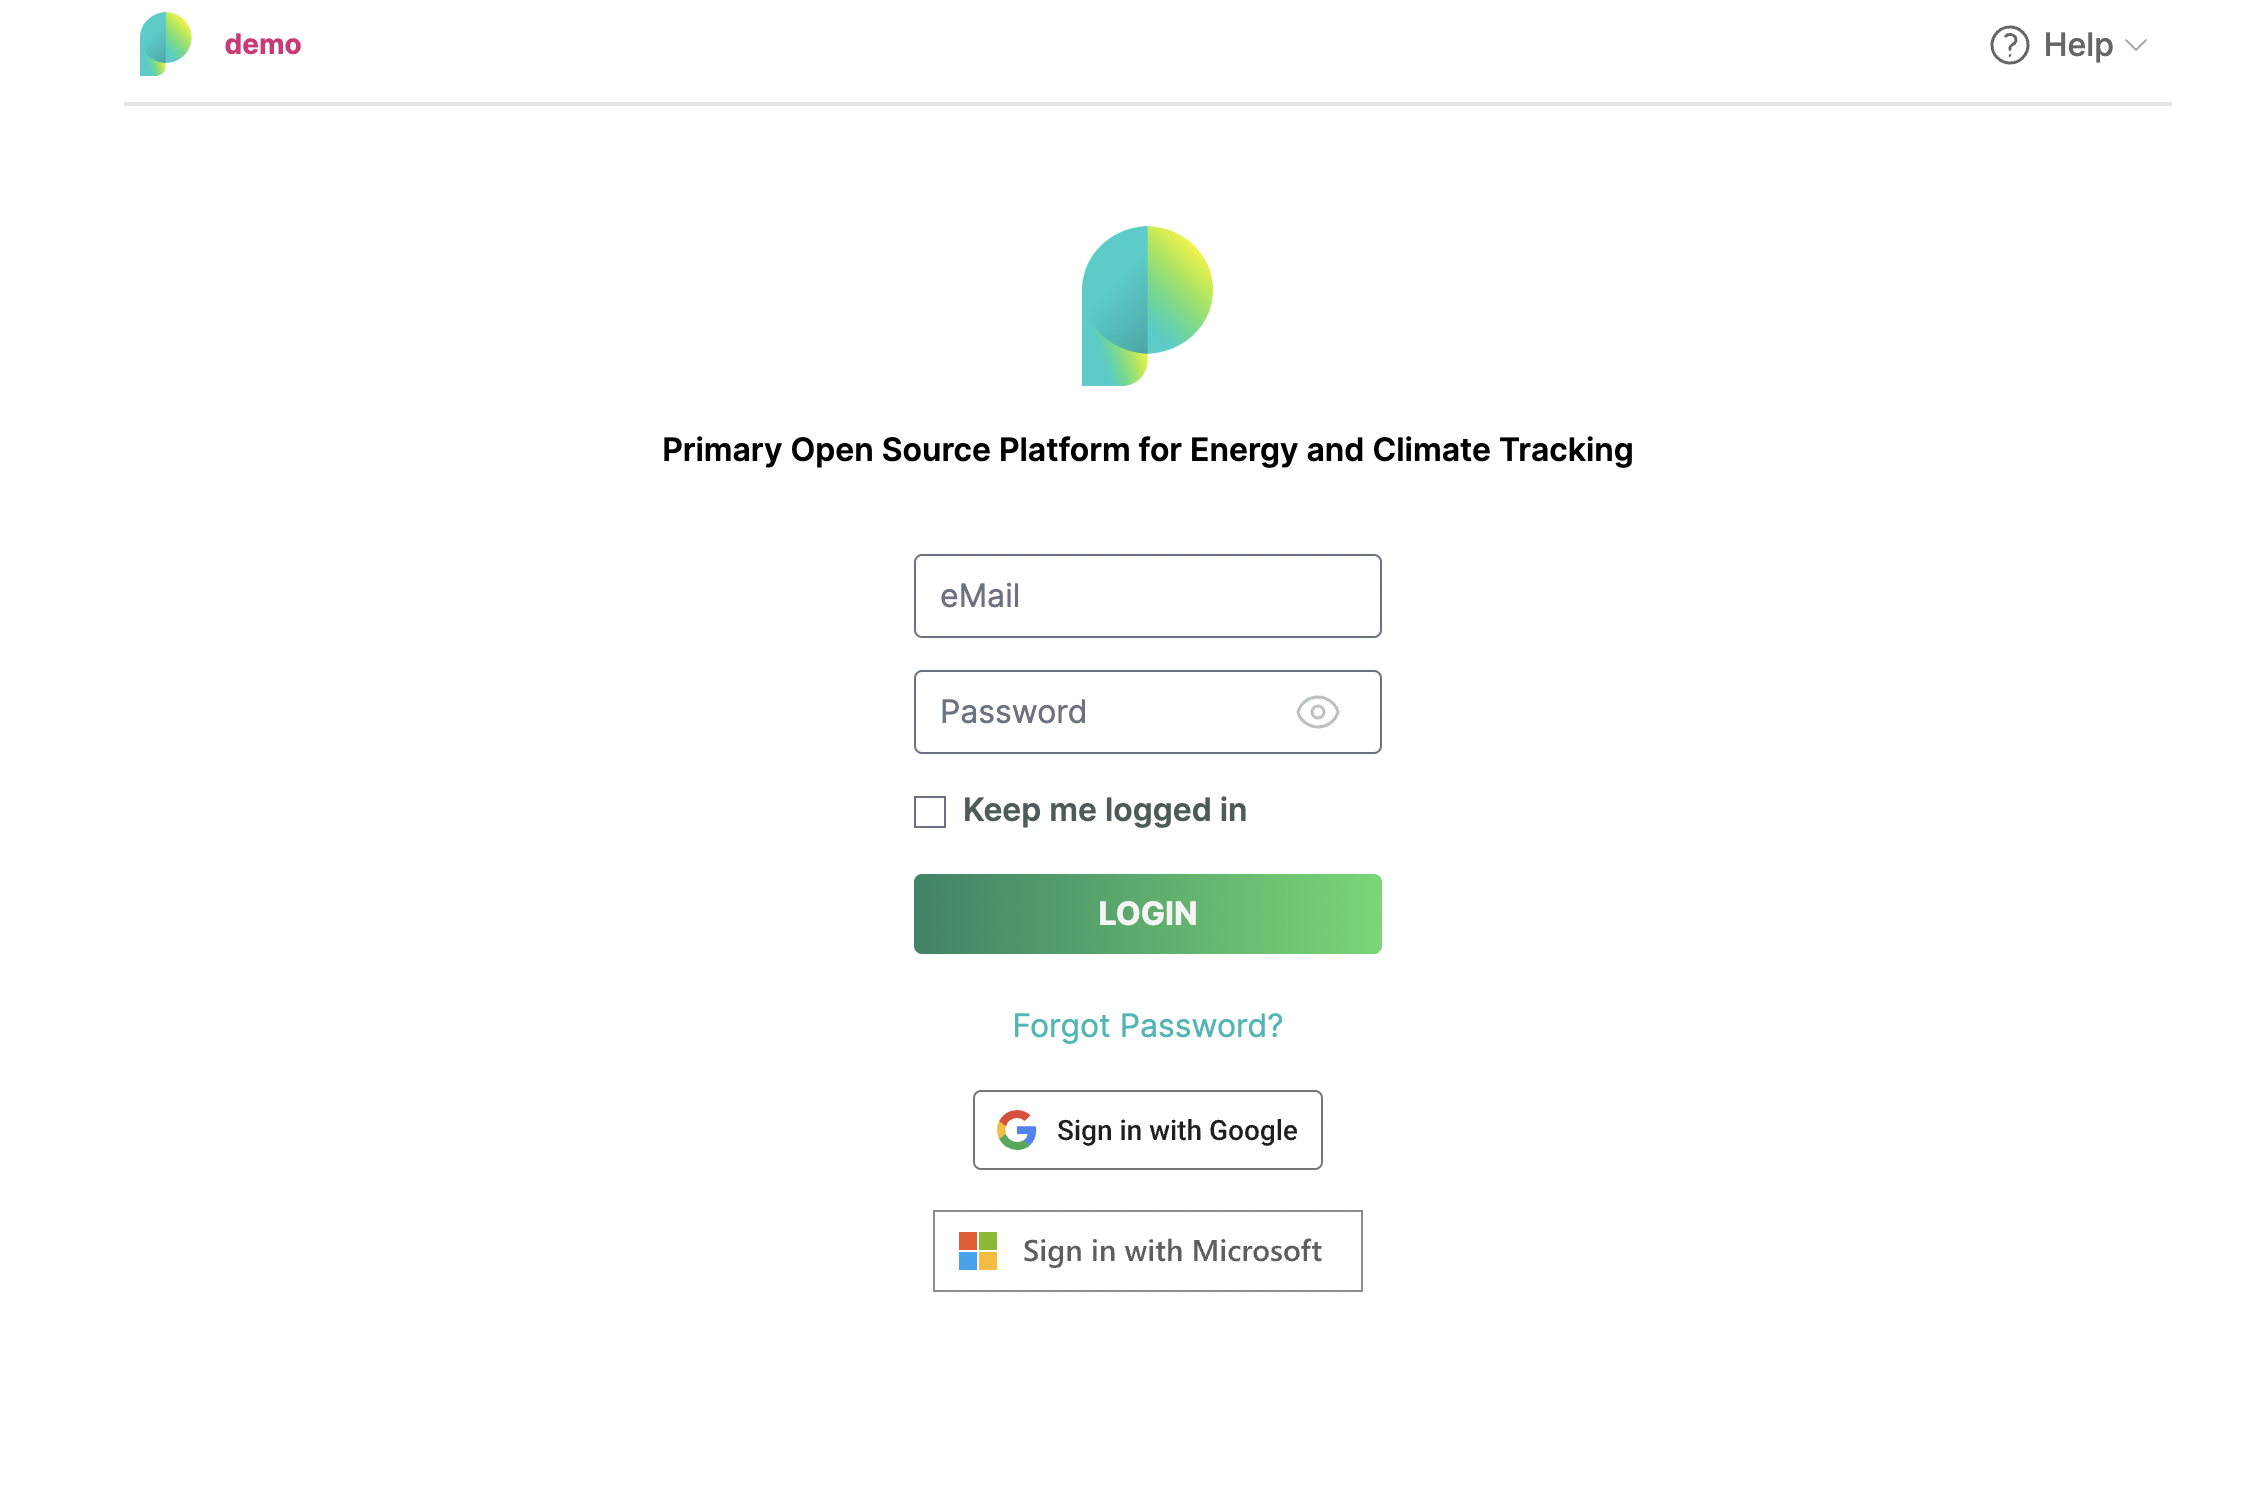 demo
Help
Primary Open Source Platform for Energy and Climate Tracking
eMail
Password
Keep me logged in
LOGIN
Forgot Password?
Sign in with Google
Sign in with Microsoft